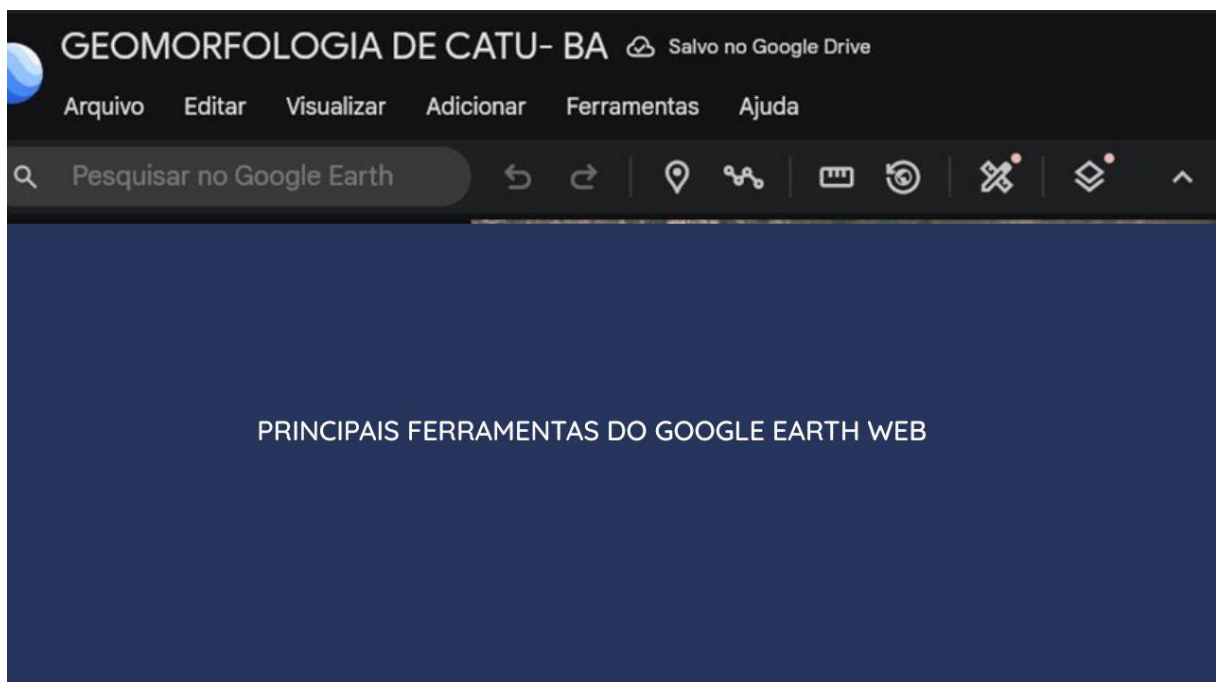 GEOMORFOLOGIA DE CATU- BA Salvo no Google Drive
Arquivo Editar Visualizar Adicionar Ferramentas Ajuda
Pesquisar no Google Earth
PRINCIPAIS FERRAMENTAS DO GOOGLE EARTH WEB